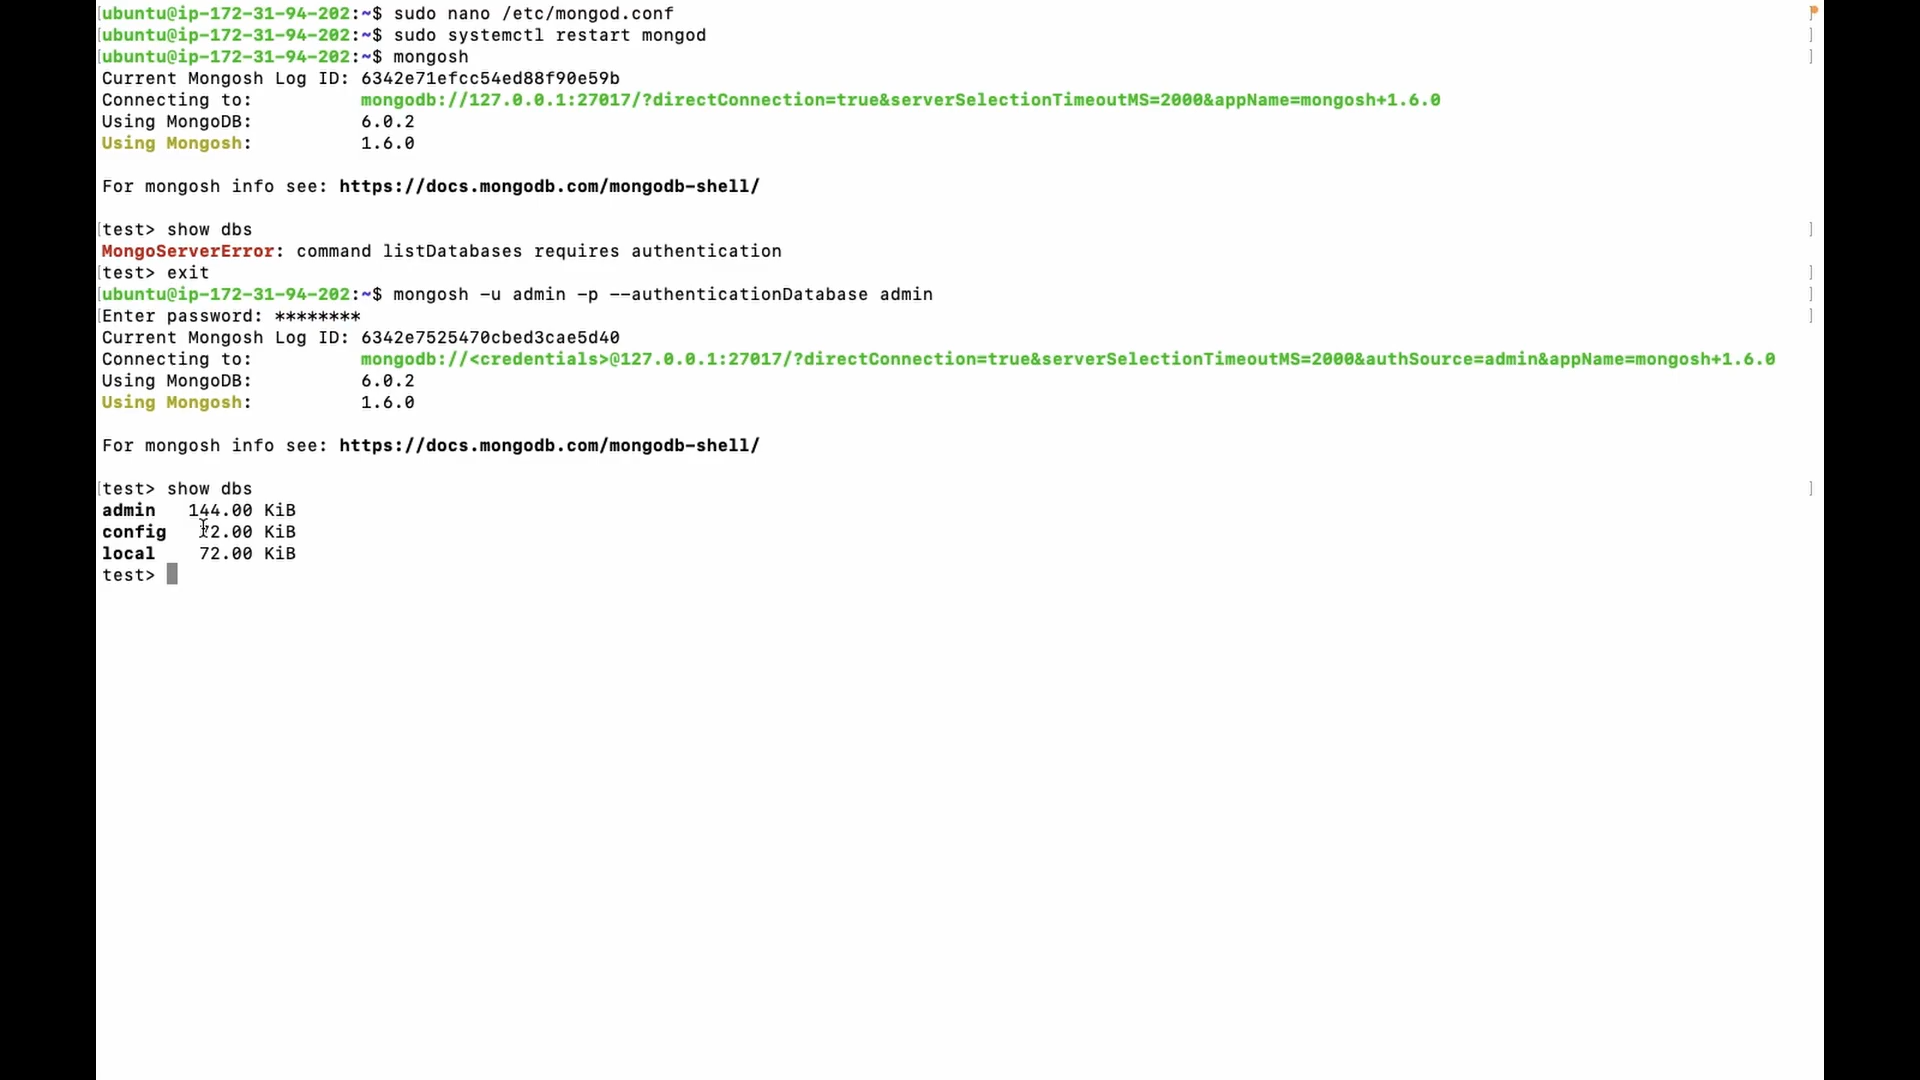 [ubuntu@ip-172-31-94-202:~$ sudo nano /etc/mongod.conf ]
[ubuntu@ip-172-31-94-202:~$ sudo systemctl restart mongod ]
[ubuntu@ip-172-31-94-202:~$ mongosh ]
Current Mongosh Log ID: 6342e71efcc54ed88f90e59b
Connecting to: mongodb://127.0.0.1:27017/?directConnection=true&serverSelectionTimeoutMS=2000&appName=mongosh+1.6.0
Using MongoDB: 6.0.2
Using Mongosh: 1.6.0
For mongosh info see: https://docs.mongodb.com/mongodb-shell/
[test> show dbs ]
MongoServerError: command listDatabases requires authentication
[test> exit ]
[ubuntu@ip-172-31-94-202:~$ mongosh -u admin -p --authenticationDatabase admin ]
[Enter password: ******** ]
Current Mongosh Log ID: 6342e7525470cbed3cae5d40
Connecting to: mongodb://<credentials>@127.0.0.1:27017/?directConnection=true&serverSelectionTimeoutMS=2000&authSource=admin&appName=mongosh+1.6.0
Using MongoDB: 6.0.2
Using Mongosh: 1.6.0
For mongosh info see: https://docs.mongodb.com/mongodb-shell/
[test> show dbs ]
admin 144.00 KiB
config 72.00 KiB
local 72.00 KiB
test>